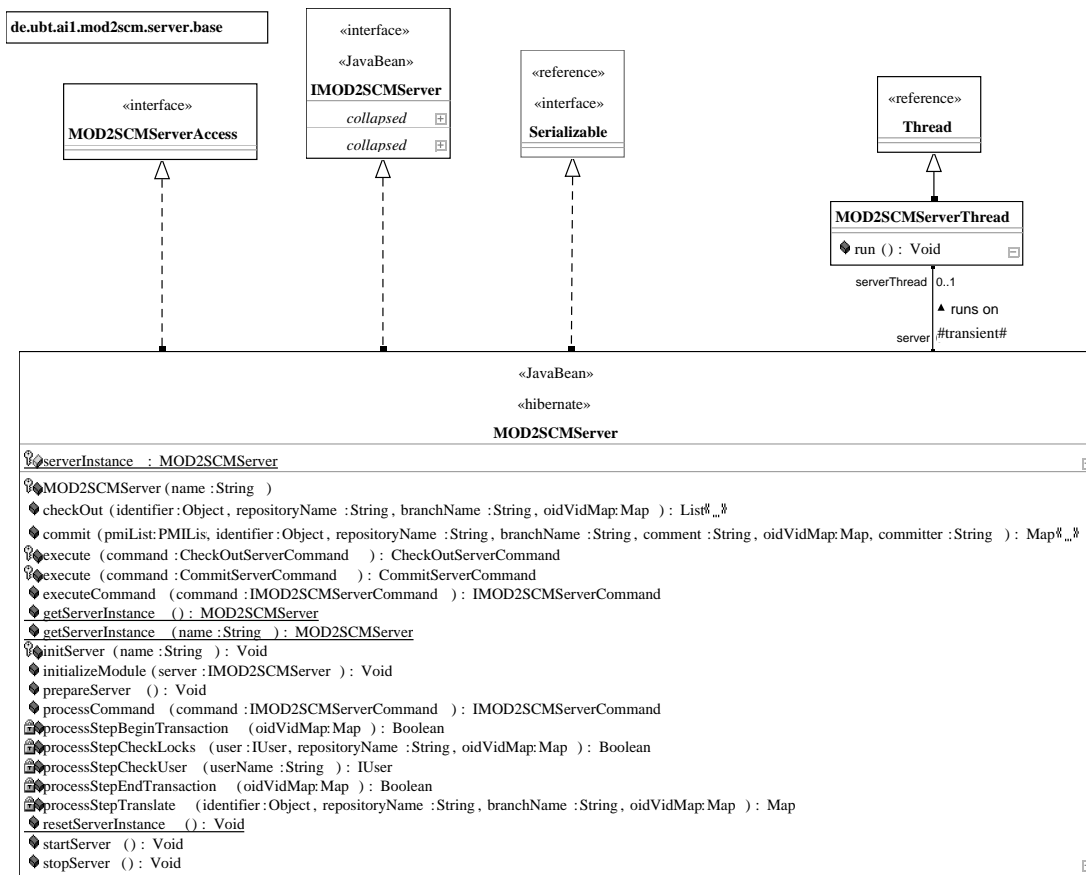 de.ubt.ai1.mod2scm.server.base
«interface»
MOD2SCMServerAccess
«interface»
«JavaBean»
IMOD2SCMServer
collapsed
collapsed
«reference»
«interface»
Serializable
«reference»
Thread
MOD2SCMServerThread
run () : Void
serverThread 0..1
▲ runs on
server #transient#
«JavaBean»
«hibernate»
MOD2SCMServer
serverInstance : MOD2SCMServer
MOD2SCMServer (name :String )
checkOut (identifier:Object, repositoryName :String, branchName :String, oidVidMap:Map ) : List«...»
commit (pmiList:PMILis, identifier:Object, repositoryName :String, branchName :String, comment :String, oidVidMap:Map, committer :String ) : Map«...»
execute (command :CheckOutServerCommand ) : CheckOutServerCommand
execute (command :CommitServerCommand ) : CommitServerCommand
executeCommand (command :IMOD2SCMServerCommand ) : IMOD2SCMServerCommand
getServerInstance () : MOD2SCMServer
getServerInstance (name :String ) : MOD2SCMServer
initServer (name :String ) : Void
initializeModule (server :IMOD2SCMServer ) : Void
prepareServer () : Void
processCommand (command :IMOD2SCMServerCommand ) : IMOD2SCMServerCommand
processStepBeginTransaction (oidVidMap:Map ) : Boolean
processStepCheckLocks (user :IUser, repositoryName :String, oidVidMap:Map ) : Boolean
processStepCheckUser (userName :String ) : IUser
processStepEndTransaction (oidVidMap:Map ) : Boolean
processStepTranslate (identifier:Object, repositoryName :String, branchName :String, oidVidMap:Map ) : Map
resetServerInstance () : Void
startServer () : Void
stopServer () : Void